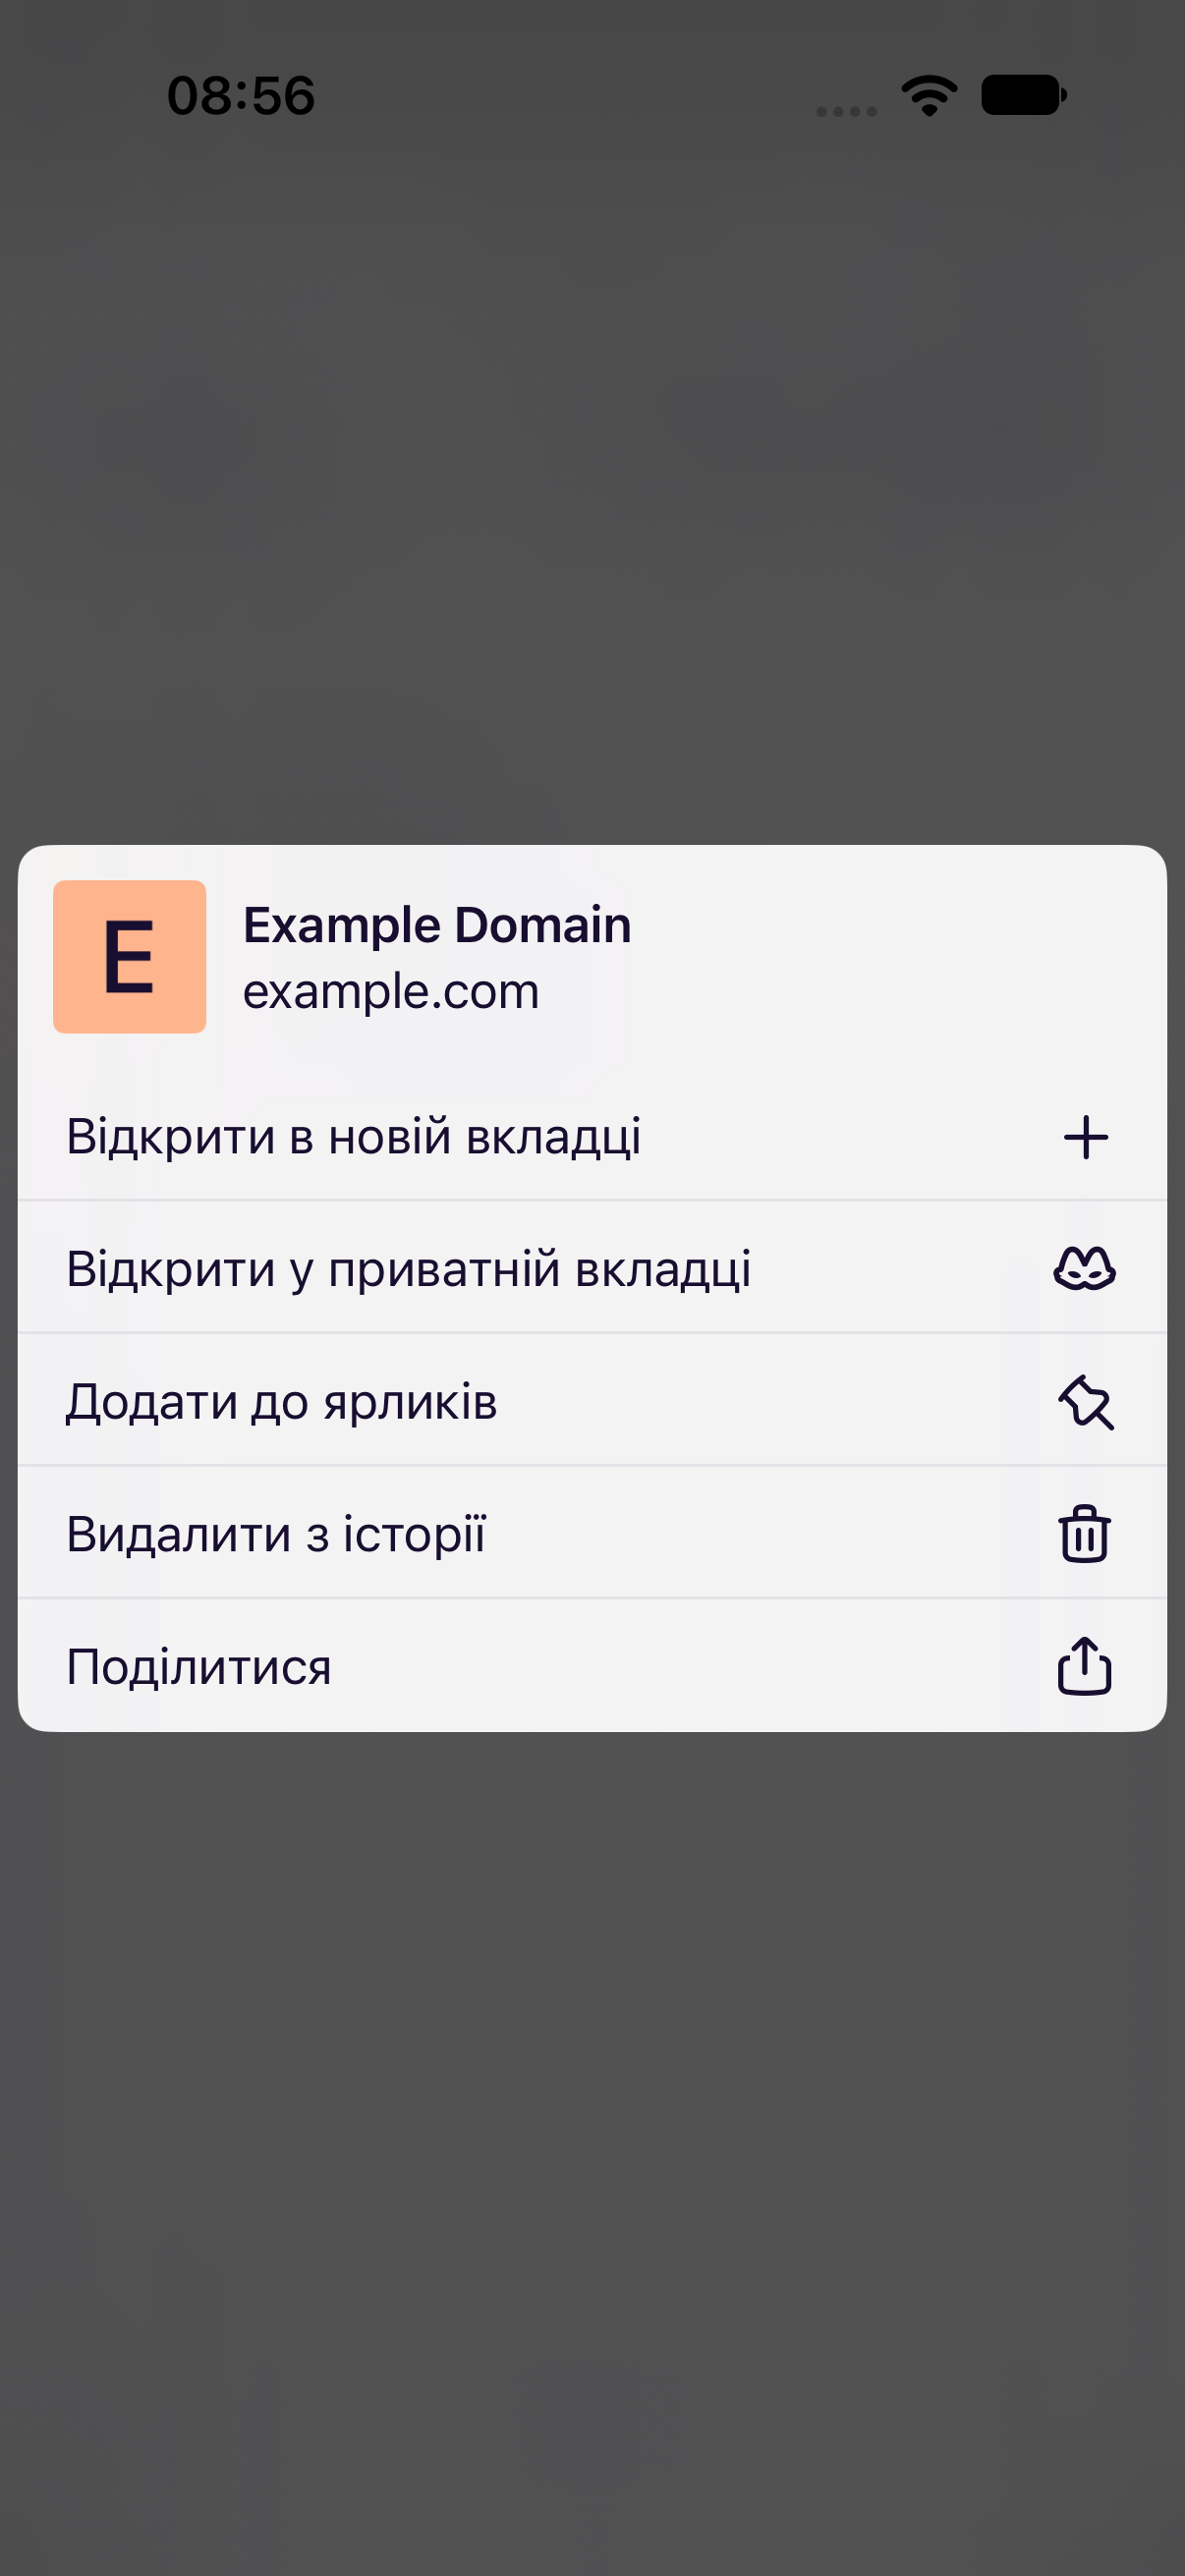 08:56
E
Example Domain
example.com
Відкрити в новій вкладці
Відкрити у приватній вкладці
Додати до ярликів
Видалити з історії
Поділитися